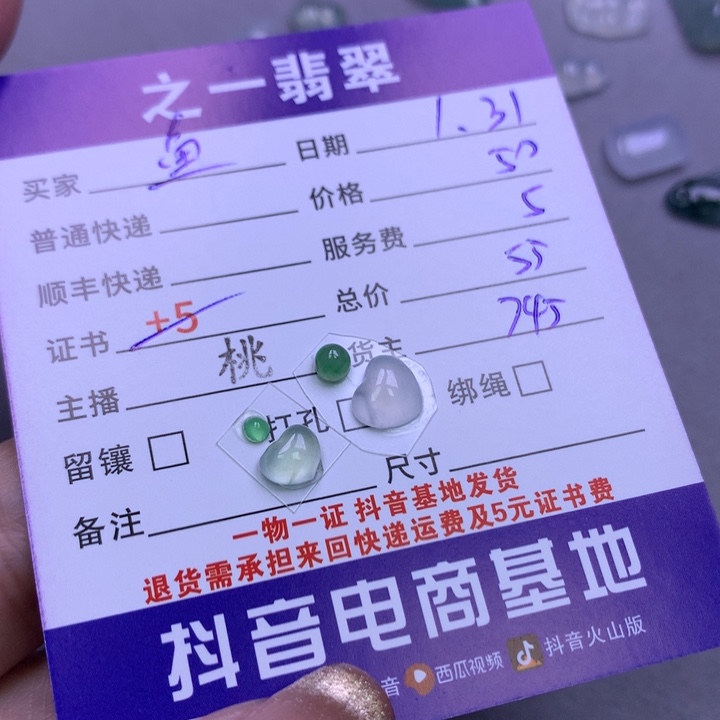 之一翡翠
买家 鱼 日期 1.31
普通快递 价格 50
顺丰快递 服务费 5
证书 +5 总价 55
主播 桃 货主 745
留镶 打孔 绑绳
备注 尺寸
一物一证 抖音基地发货
退货需承担来回快递运费及5元证书费
抖音电商基地
音 西瓜视频 抖音火山版